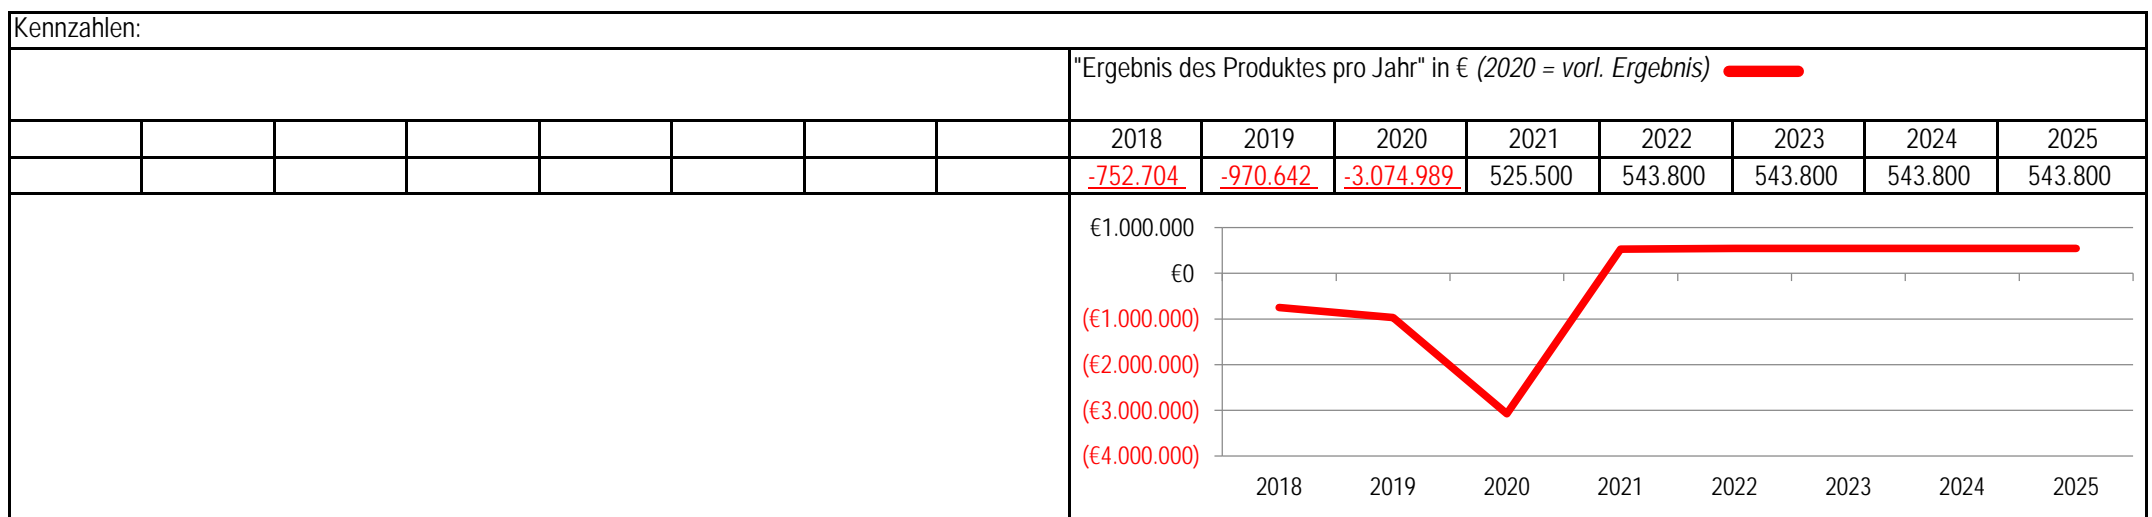 Kennzahlen:
"Ergebnis des Produktes pro Jahr" in € (2020 = vorl. Ergebnis)
2018 2019 2020 2021 2022 2023 2024 2025
-752.704 -970.642 -3.074.989 525.500 543.800 543.800 543.800 543.800
€1.000.000
€0
(€1.000.000)
(€2.000.000)
(€3.000.000)
(€4.000.000)
2018 2019 2020 2021 2022 2023 2024 2025